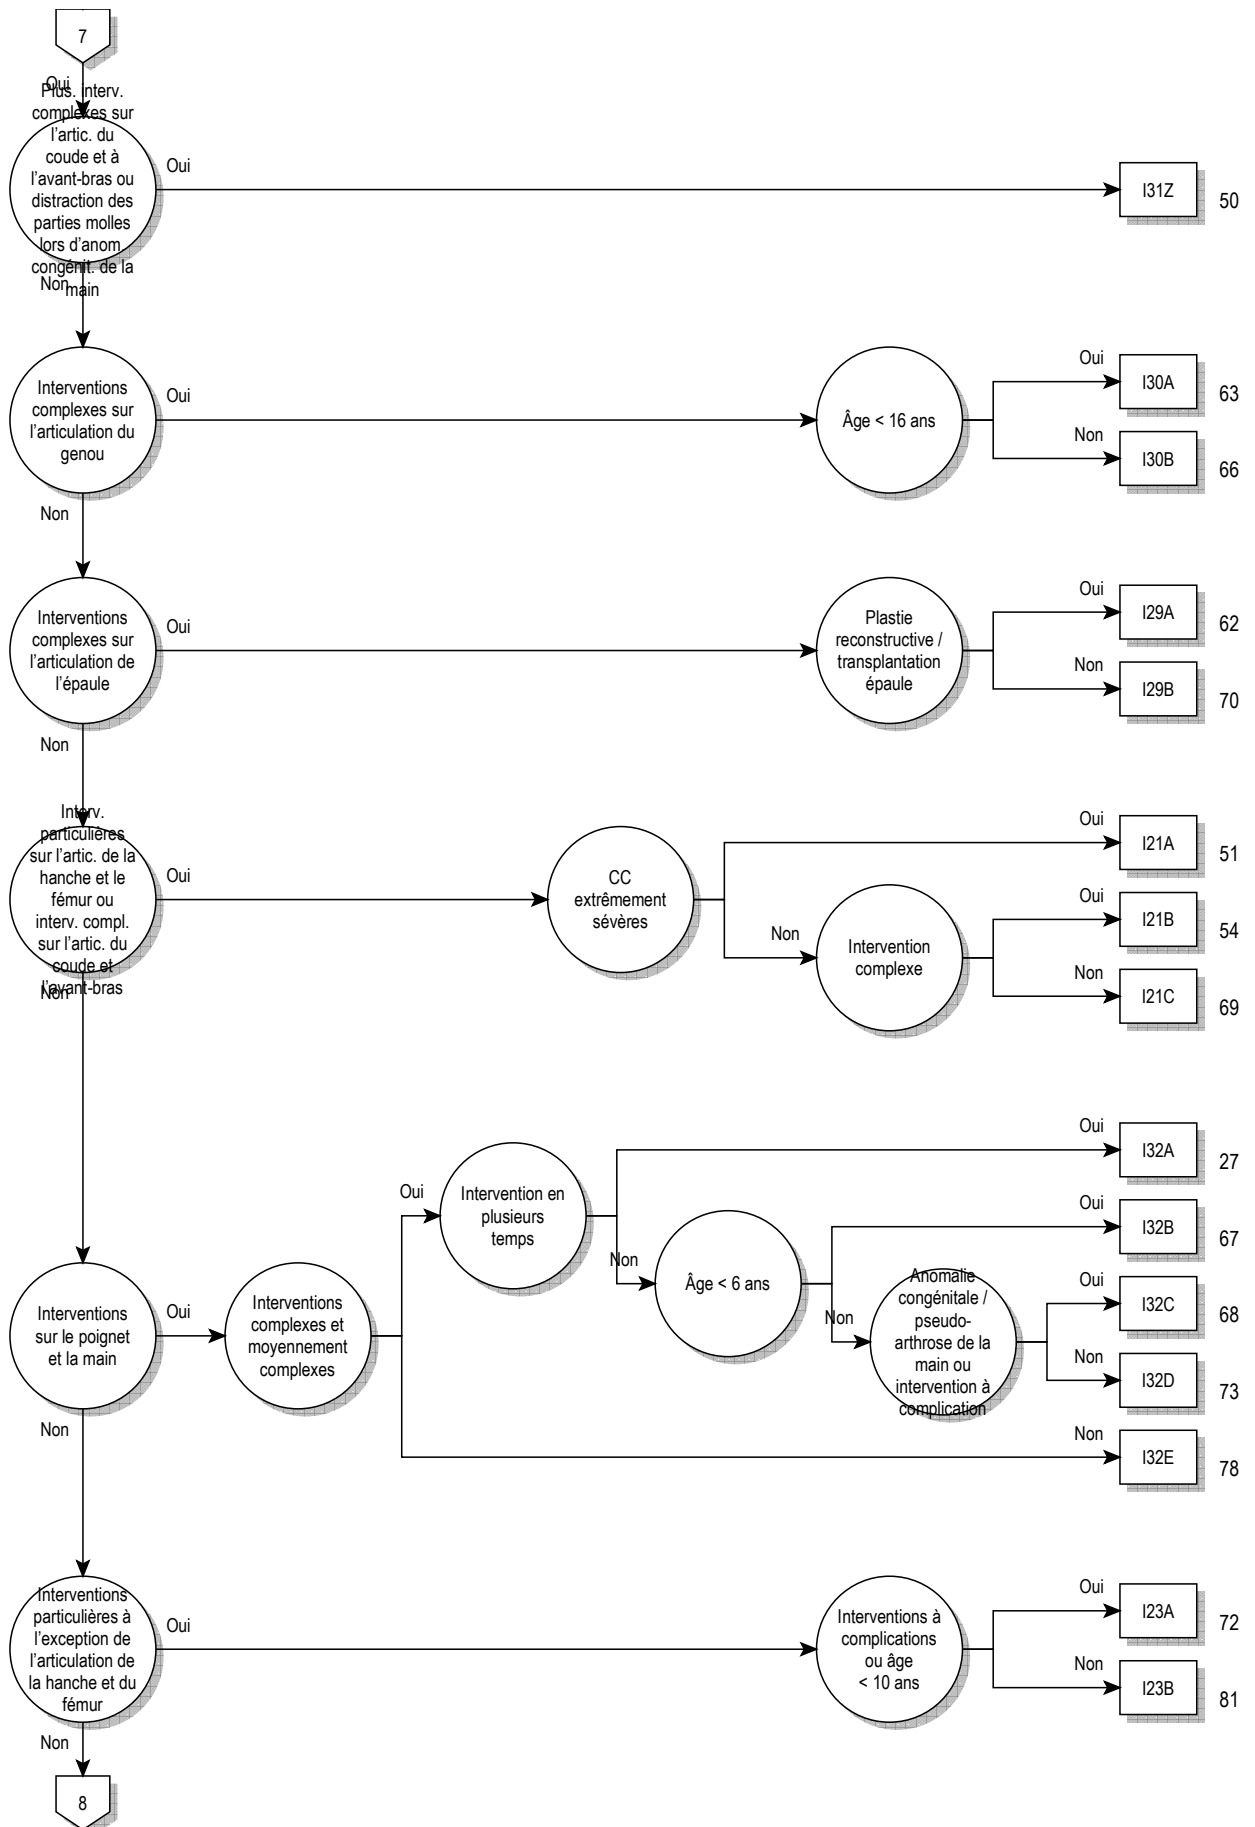 7
Oui
Plus. interv.
complexes sur
l'artic. du
coude et à
l'avant-bras ou
distraction des
parties molles
lors d'anom.
congénit. de la
main
Oui
I31Z
50
Non
Interventions
complexes sur
l'articulation du
genou
Oui
Âge < 16 ans
Oui
I30A
63
Non
I30B
66
Non
Interventions
complexes sur
l'articulation de
l'épaule
Oui
Plastie
reconstructive /
transplantation
épaule
Oui
I29A
62
Non
I29B
70
Non
Interv.
particulières
sur l'artic. de la
hanche et le
fémur ou
interv. compl.
sur l'artic. du
coude et
l'avant-bras
Oui
CC
extrêmement
sévères
Oui
I21A
51
Non
Intervention
complexe
Oui
I21B
54
Non
I21C
69
Non
Interventions
sur le poignet
et la main
Oui
Interventions
complexes et
moyennement
complexes
Oui
Intervention en
plusieurs
temps
Oui
I32A
27
Non
Âge < 6 ans
Oui
I32B
67
Non
Anomalie
congénitale /
pseudo-
arthrose de la
main ou
intervention à
complication
Oui
I32C
68
Non
I32D
73
Non
I32E
78
Non
Interventions
particulières à
l'exception de
l'articulation de
la hanche et du
fémur
Oui
Interventions à
complications
ou âge
< 10 ans
Oui
I23A
72
Non
I23B
81
Non
8